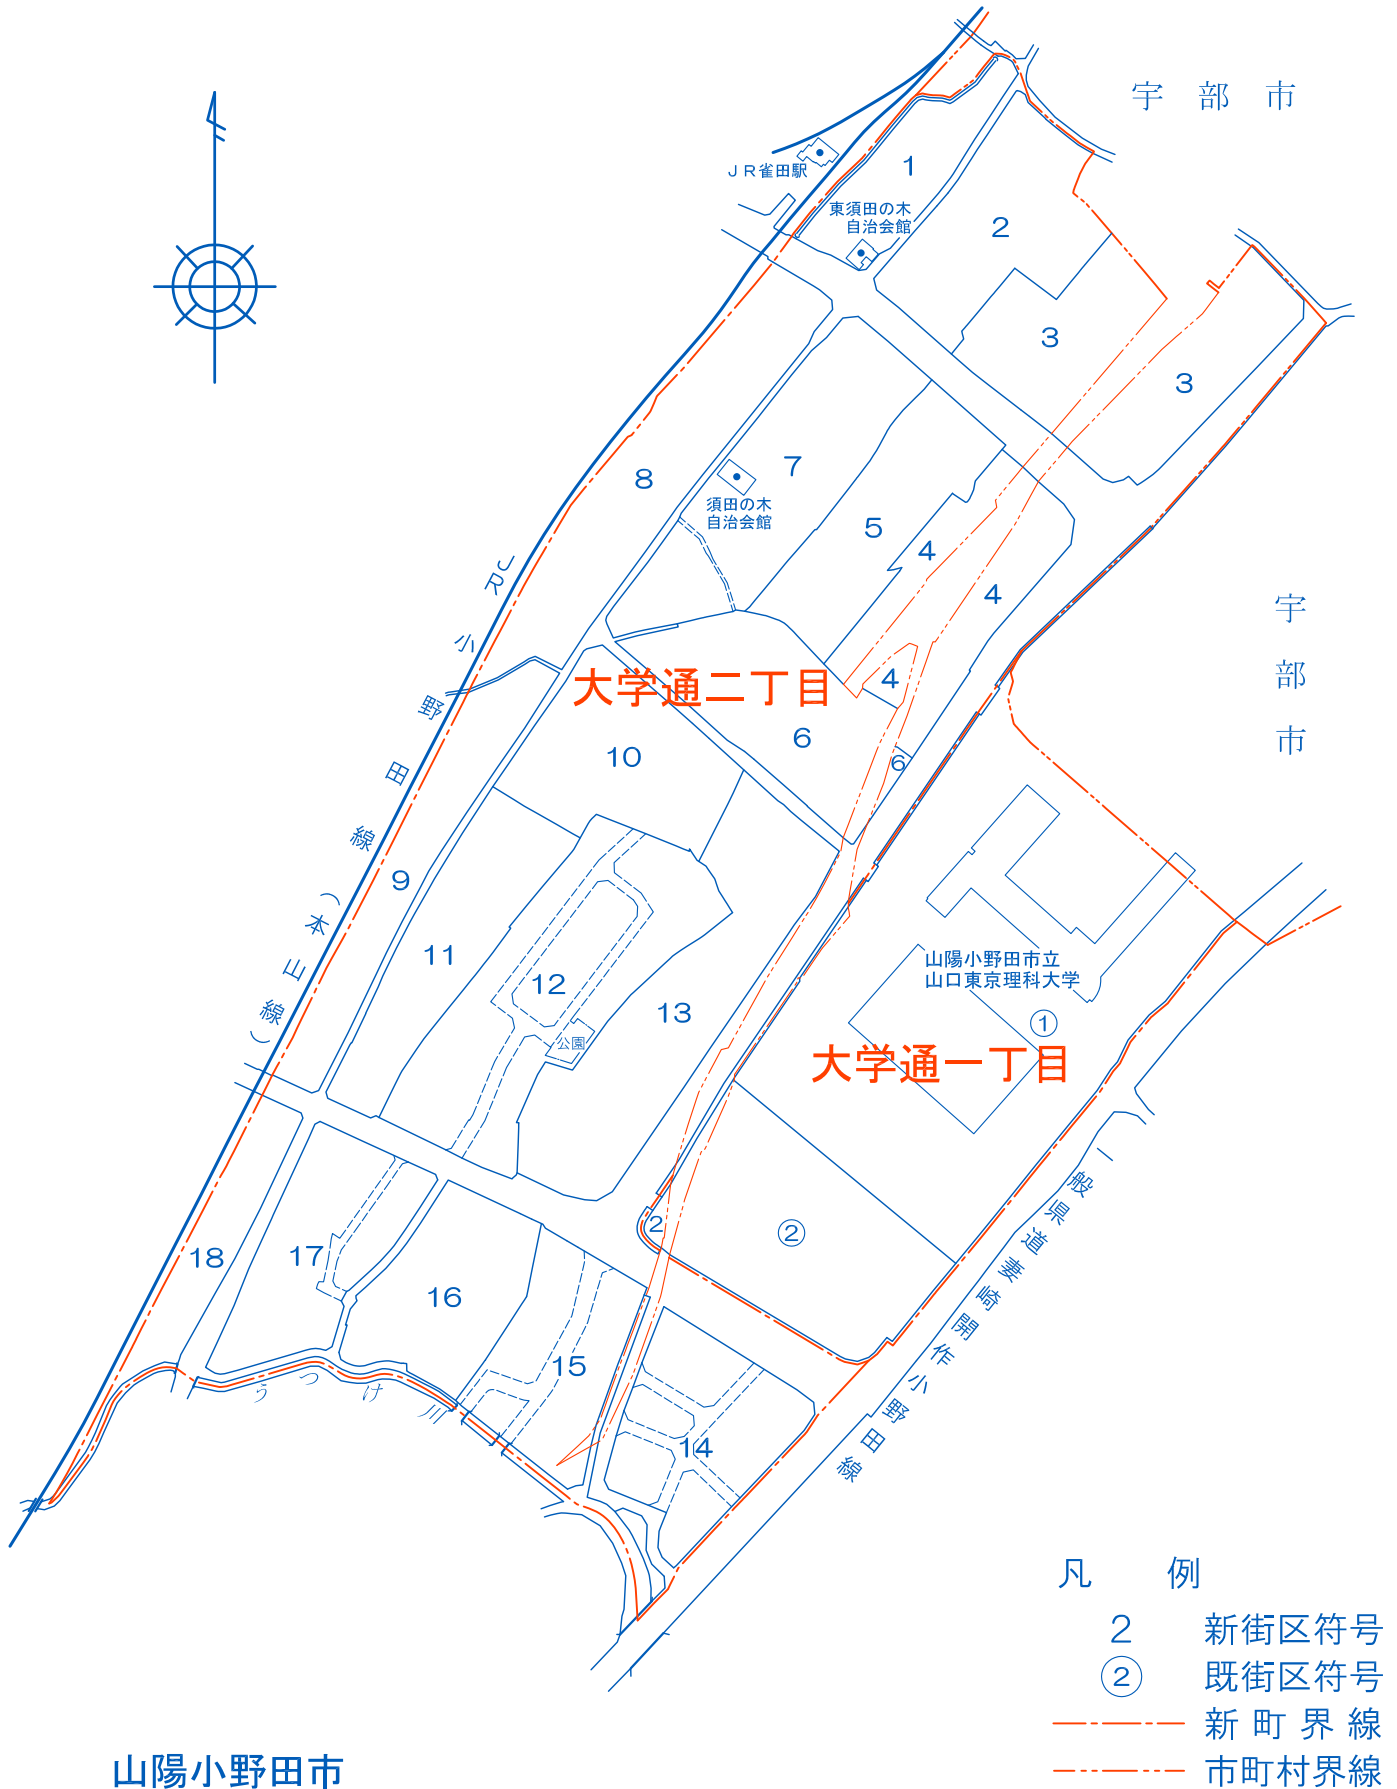 宇部市
1
JR雀田駅
東須田の木
自治会館
2
3
3
8
7
須田の木
自治会館
5
4
4
宇部市
JR小野田線(本山線)
大学通二丁目
4
6
6
10
9
11
12
13
公園
山陽小野田市立
山口東京理科大学
①
大学通一丁目
2
②
一般県道妻崎開作小野田線
18
17
16
15
14
うつけ川
凡例
2 新街区符号
② 既街区符号
新町界線
市町村界線
山陽小野田市